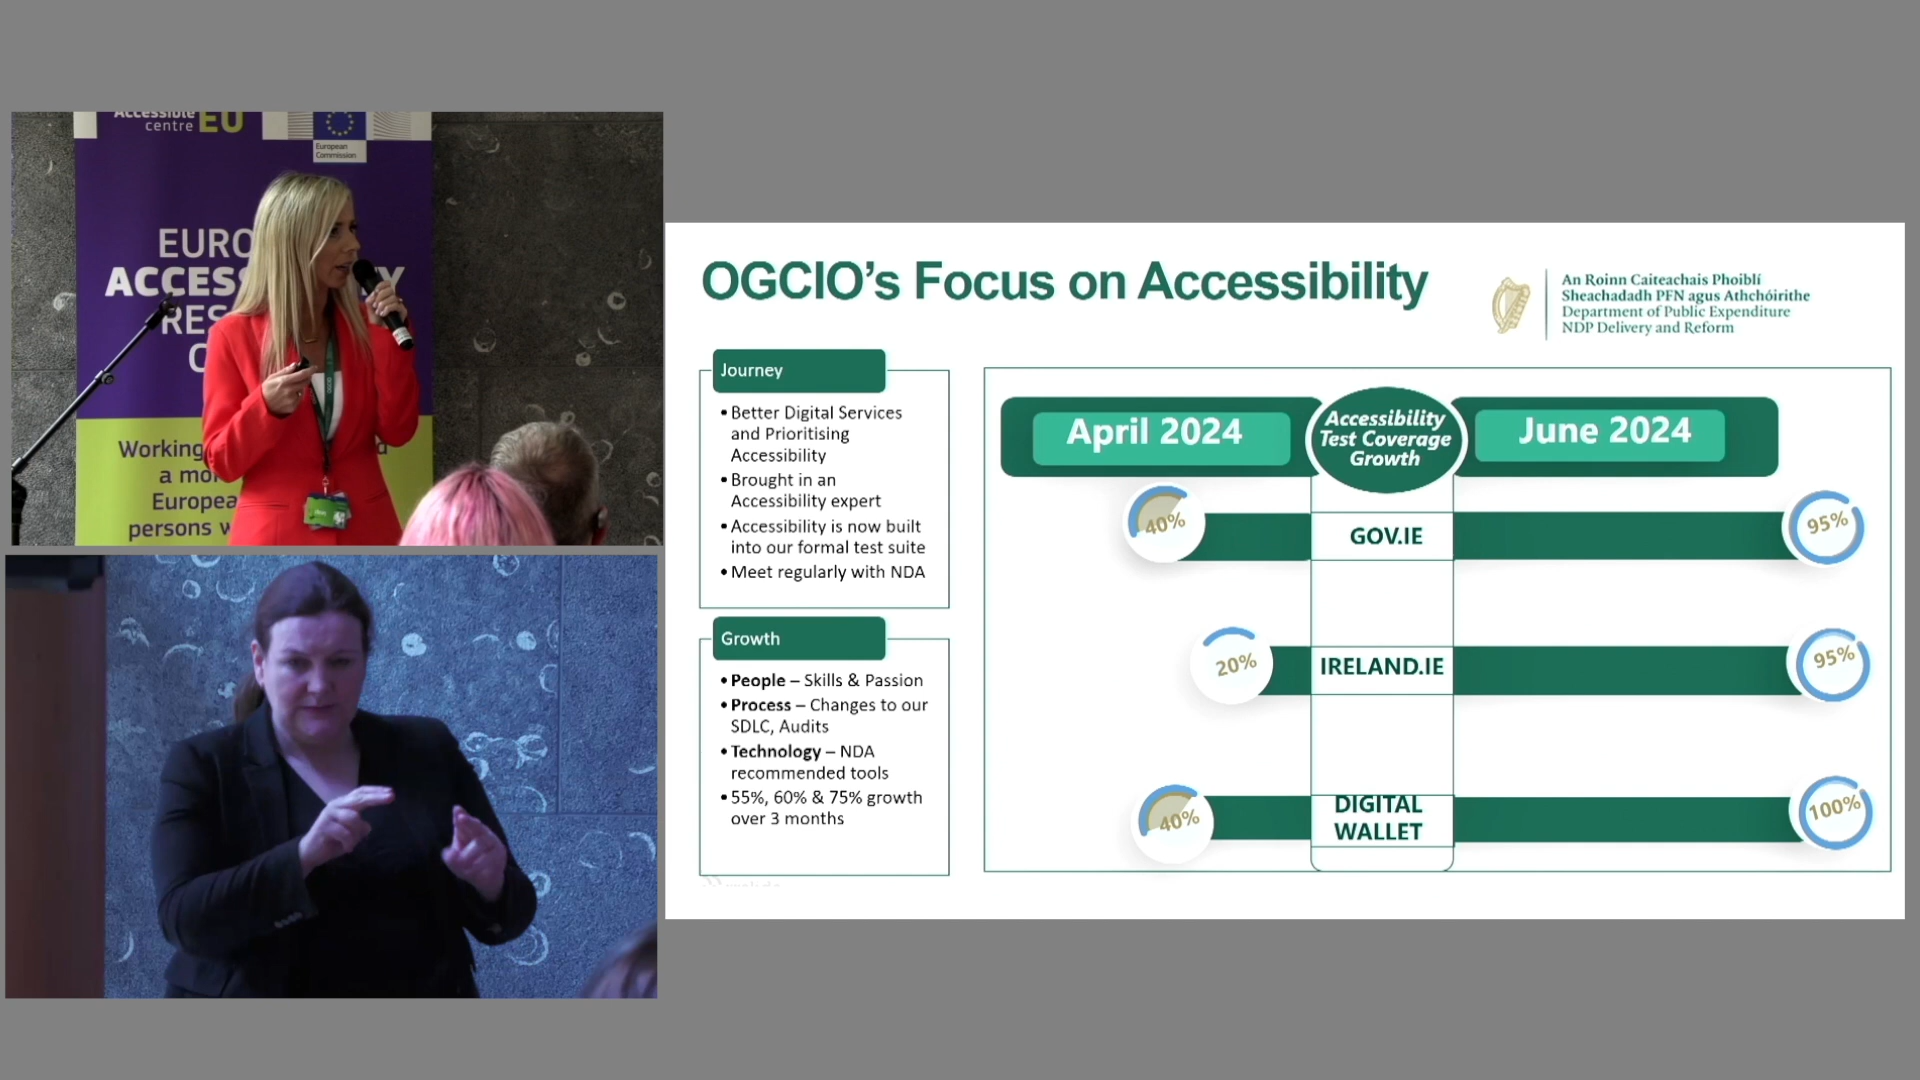 Accessible
centre EU
European
Commission
EURO
ACCESS Y
RES
C
Working d
a mor
Europea
persons w
OGCIO
OGCIO's Focus on Accessibility
An Roinn Caiteachais Phoiblí
Sheachadadh PFN agus Athchóirithe
Department of Public Expenditure
NDP Delivery and Reform
Journey
• Better Digital Services
and Prioritising
Accessibility
• Brought in an
Accessibility expert
• Accessibility is now built
into our formal test suite
• Meet regularly with NDA
Growth
• People – Skills & Passion
• Process – Changes to our
SDLC, Audits
• Technology – NDA
recommended tools
• 55%, 60% & 75% growth
over 3 months
April 2024
Accessibility
Test Coverage
Growth
June 2024
40%
GOV.IE
95%
20%
IRELAND.IE
95%
40%
DIGITAL
WALLET
100%